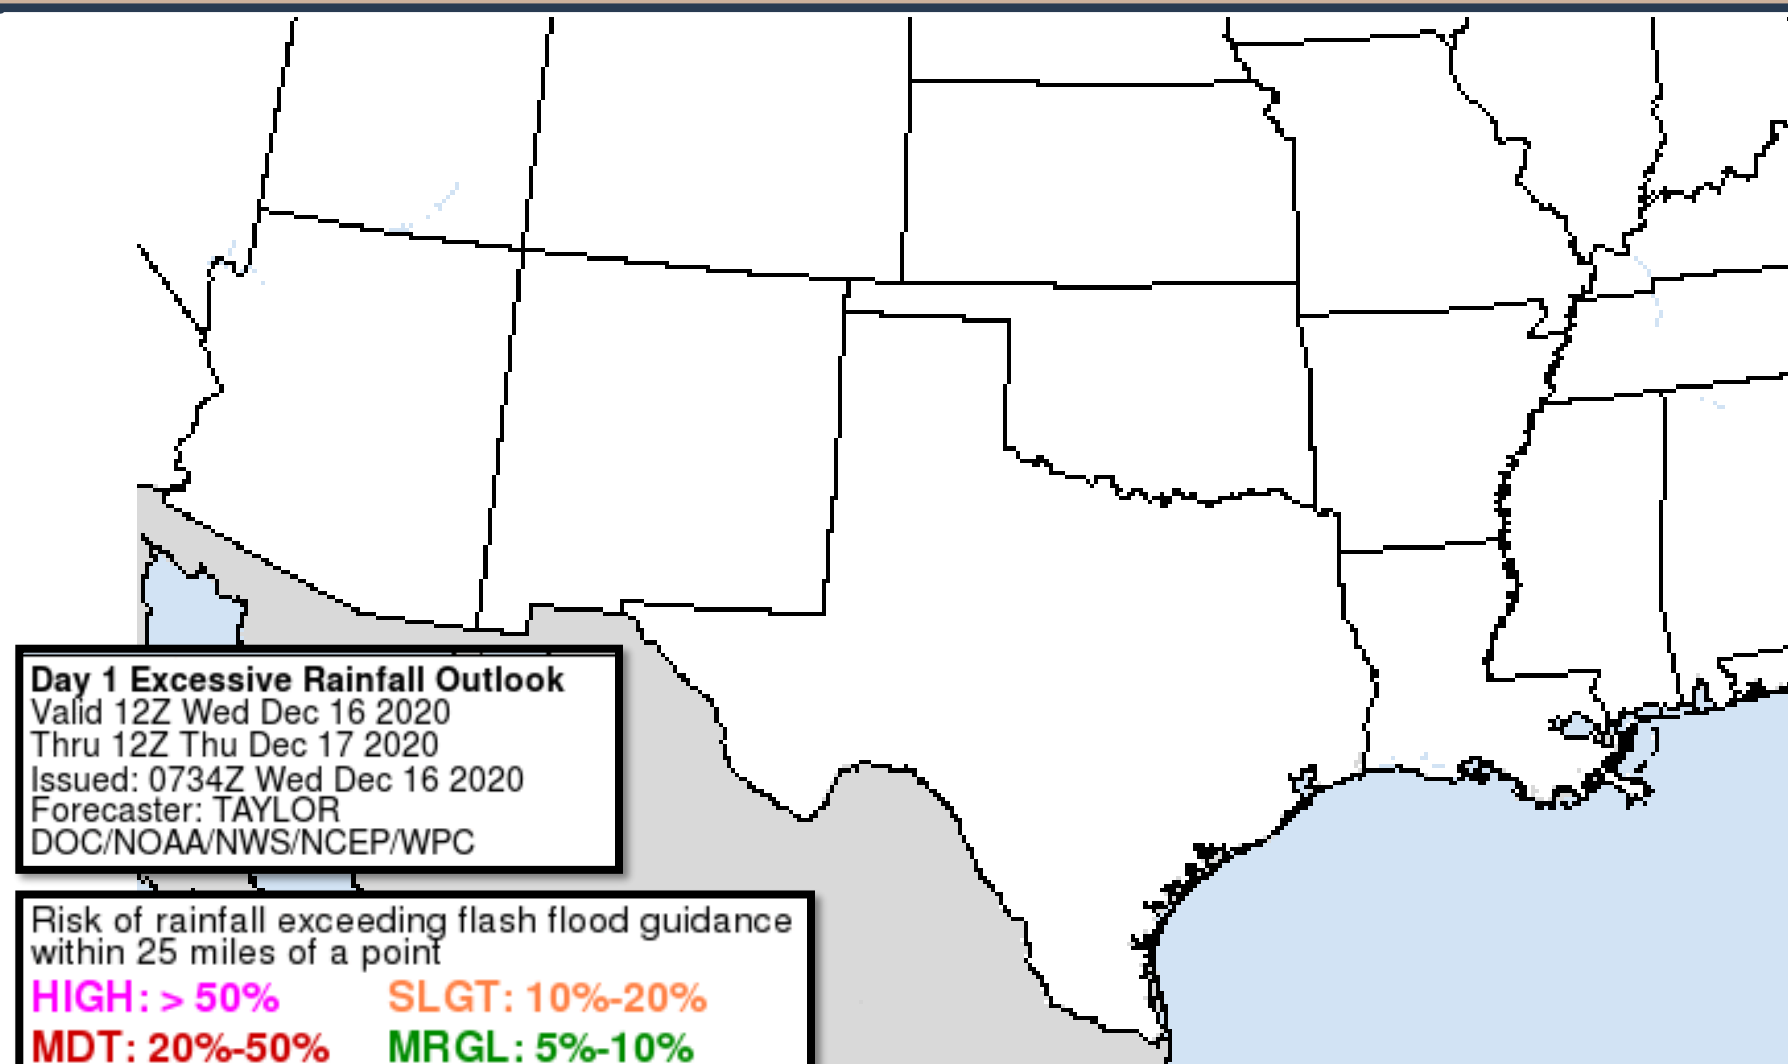 Day 1 Excessive Rainfall Outlook
Valid 12Z Wed Dec 16 2020
Thru 12Z Thu Dec 17 2020
Issued: 0734Z Wed Dec 16 2020
Forecaster: TAYLOR
DOC/NOAA/NWS/NCEP/WPC
Risk of rainfall exceeding flash flood guidance
within 25 miles of a point
HIGH: > 50% SLGT: 10%-20%
MDT: 20%-50% MRGL: 5%-10%